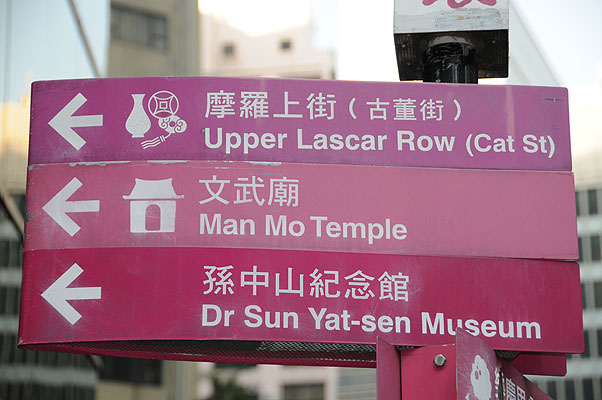 摩羅上街（古董街）
Upper Lascar Row (Cat St)
文武廟
Man Mo Temple
孫中山紀念館
Dr Sun Yat-sen Museum